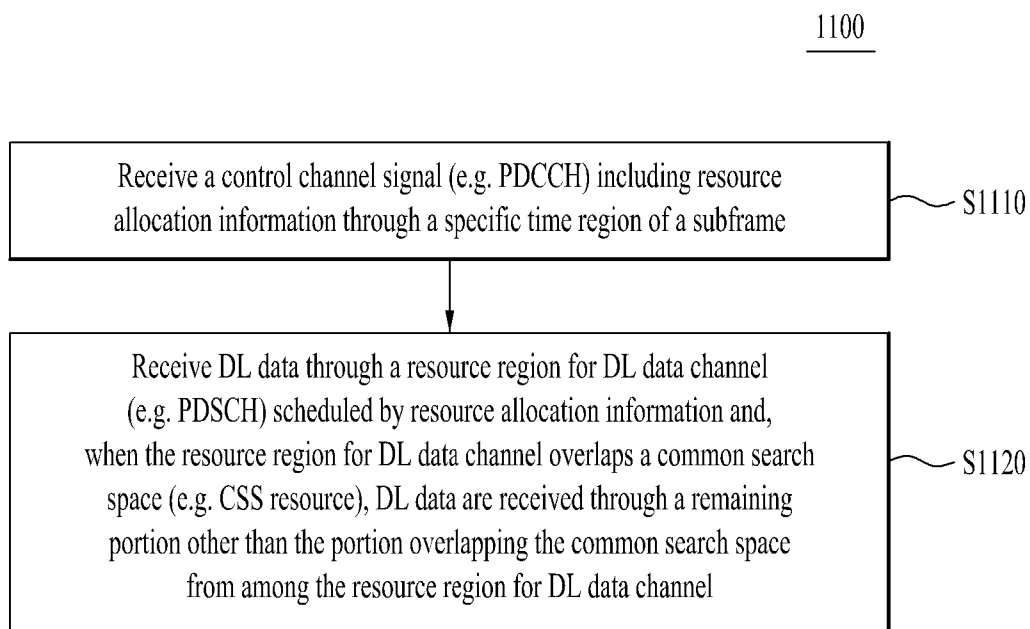 1100
Receive a control channel signal (e.g. PDCCH) including resource
allocation information through a specific time region of a subframe
S1110
Receive DL data through a resource region for DL data channel
(e.g. PDSCH) scheduled by resource allocation information and,
when the resource region for DL data channel overlaps a common search
space (e.g. CSS resource), DL data are received through a remaining
portion other than the portion overlapping the common search space
from among the resource region for DL data channel
S1120